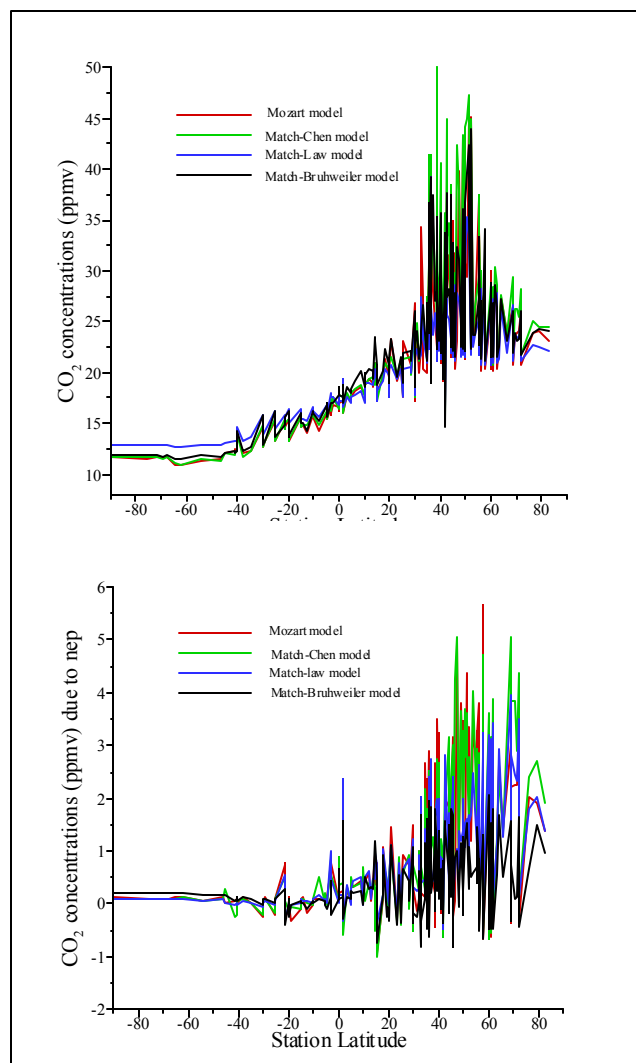 CO2 concentrations (ppmv)
50
45
40
35
30
25
20
15
10
Mozart model
Match-Chen model
Match-Law model
Match-Bruhweiler model
-80 -60 -40 -20 0 20 40 60 80
Station Latitude
CO2 concentrations (ppmv) due to nep
6
5
4
3
2
1
0
-1
-2
Mozart model
Match-Chen model
Match-law model
Match-Bruhweiler model
-80 -60 -40 -20 0 20 40 60 80
Station Latitude